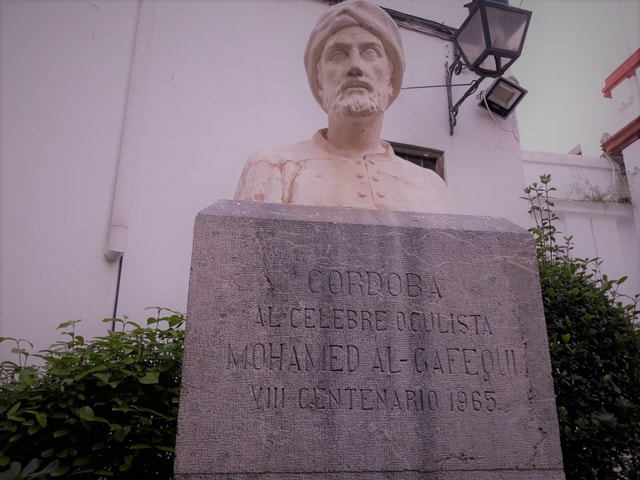 CORDOBA
AL CELEBRE OCULISTA
MOHAMED AL-GAFEQUI
VIII CENTENARIO 1965